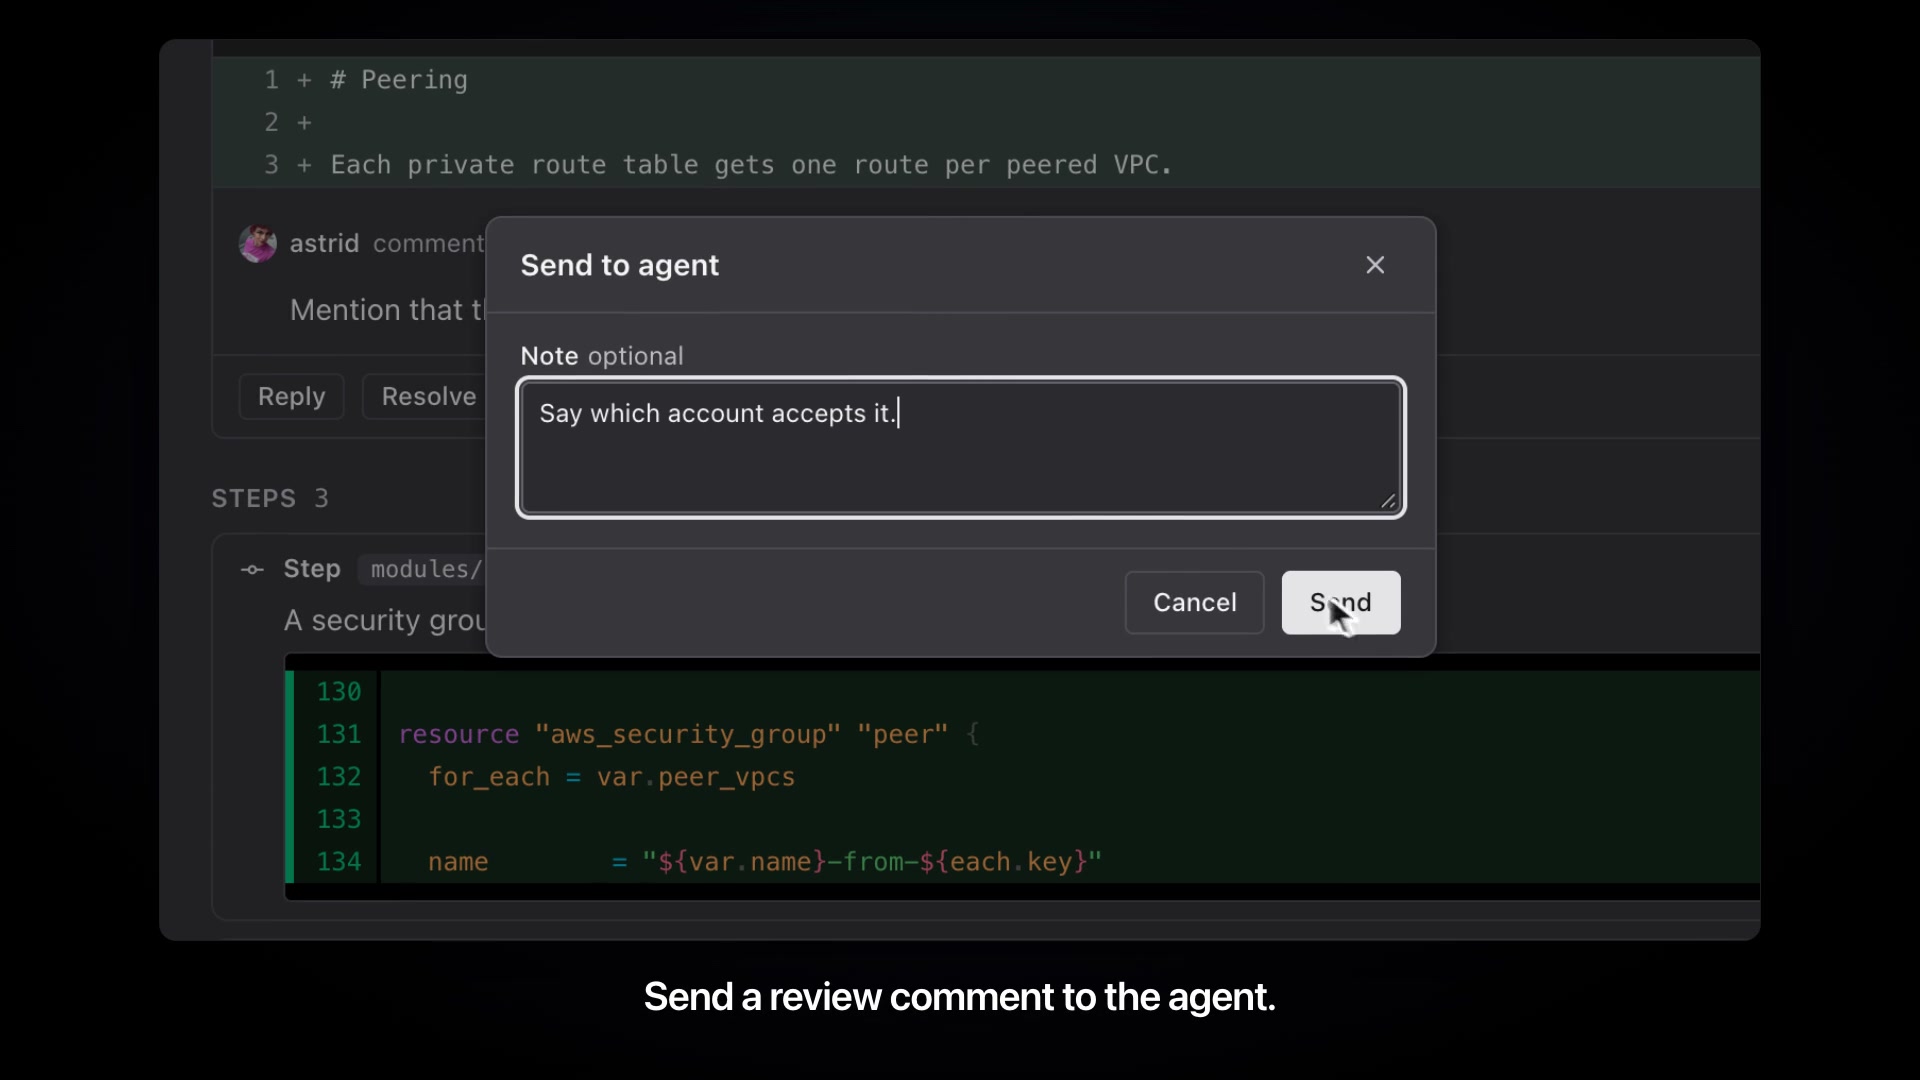 1 + # Peering
2 +
3 + Each private route table gets one route per peered VPC.
astrid comment
Mention that
Reply Resolve
Send to agent
Note optional
Say which account accepts it.
Cancel Send
STEPS 3
Step modules/
A security grou
130
131 resource "aws_security_group" "peer" {
132 for_each = var.peer_vpcs
133
134 name = "${var.name}-from-${each.key}"
Send a review comment to the agent.